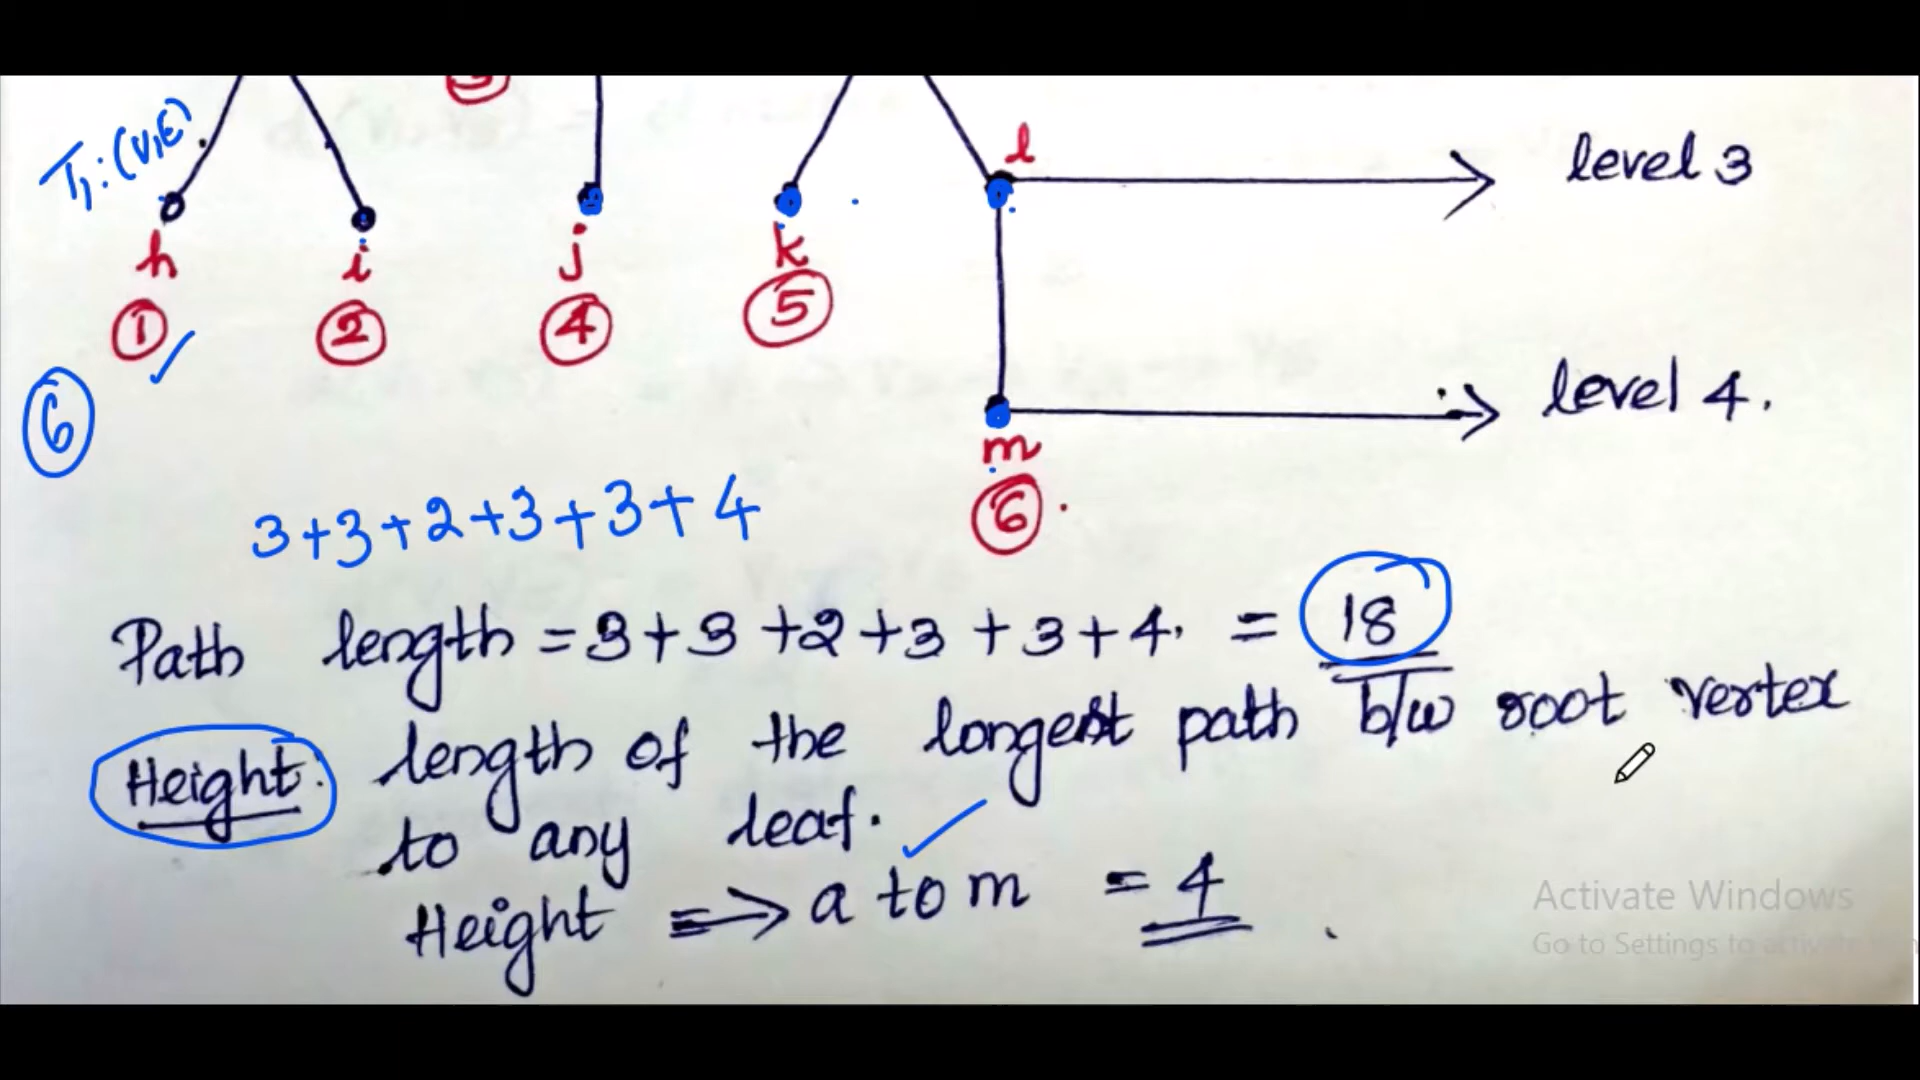 T₁:(V,E)
l
level 3
h i j k
① ② ④ ⑤
⑥
level 4.
m
⑥.
3+3+2+3+3+4
Path length = 3+3+2+3+3+4. = 18
Height: length of the longest path b/w root vertex
to any leaf.
Height ⇒ a to m = 4
Activate Windows